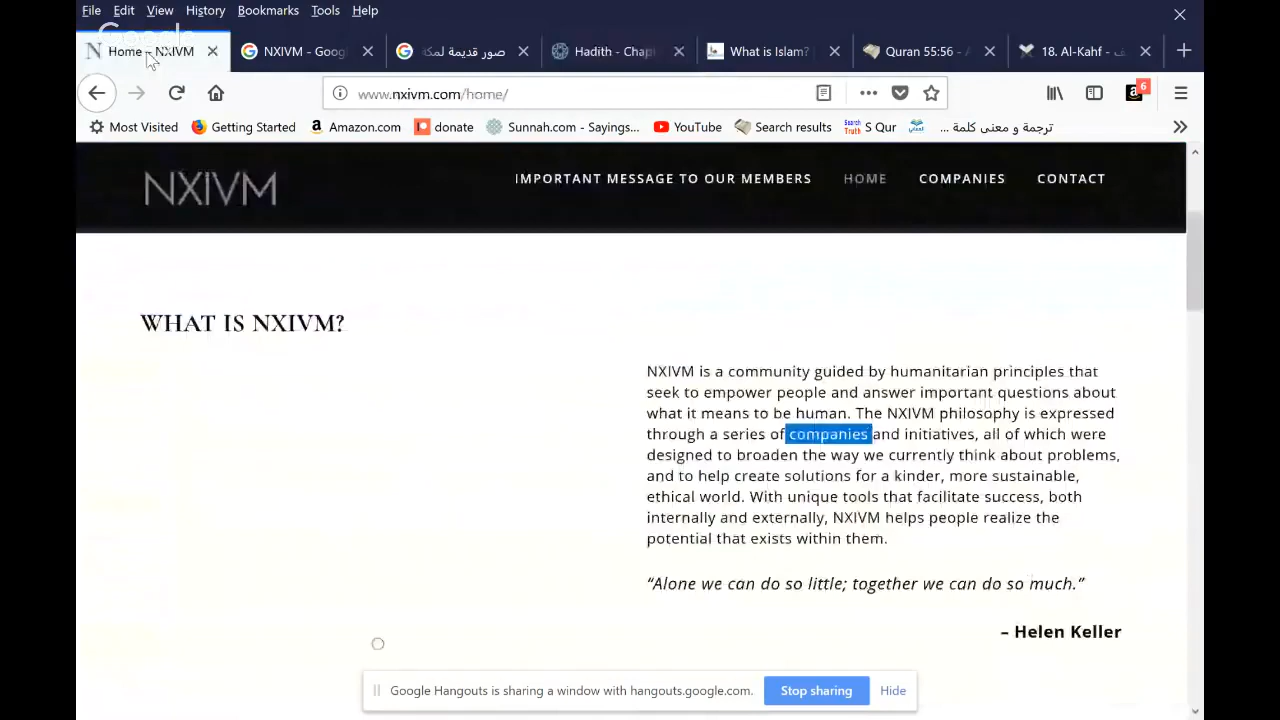 File Edit View History Bookmarks Tools Help
Google
Home - NXIVM
NXIVM - Goog
صور قديمة لمكة
Hadith - Chap
What is Islam?
Quran 55:56 - A
18. Al-Kahf -
www.nxivm.com/home/
6
Most Visited Getting Started Amazon.com donate Sunnah.com - Sayings... YouTube Search results Search Truth S Qur ترجمة و معنى كلمة ...
NXIVM
IMPORTANT MESSAGE TO OUR MEMBERS HOME COMPANIES CONTACT
WHAT IS NXIVM?
NXIVM is a community guided by humanitarian principles that
seek to empower people and answer important questions about
what it means to be human. The NXIVM philosophy is expressed
through a series of companies and initiatives, all of which were
designed to broaden the way we currently think about problems,
and to help create solutions for a kinder, more sustainable,
ethical world. With unique tools that facilitate success, both
internally and externally, NXIVM helps people realize the
potential that exists within them.
“Alone we can do so little; together we can do so much.”
– Helen Keller
Google Hangouts is sharing a window with hangouts.google.com. Stop sharing Hide